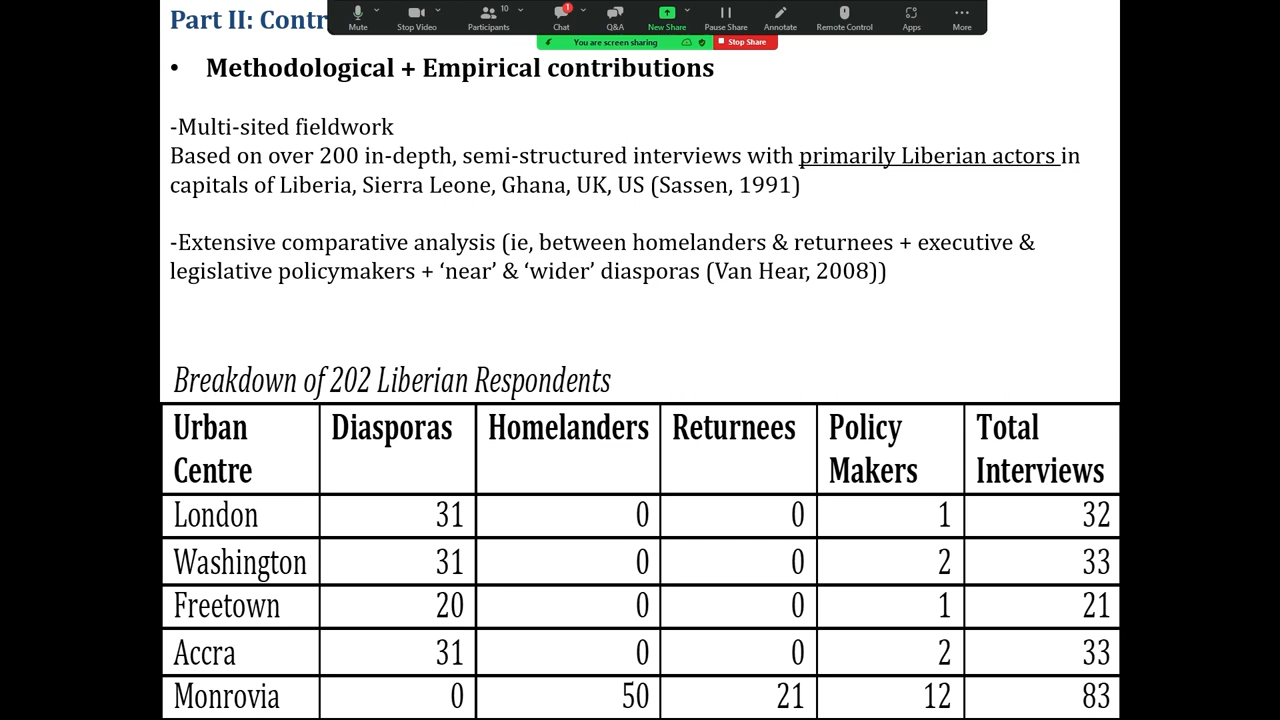 Part II: Contr
Mute
Stop Video
Participants
10
Chat
1
Q&A
New Share
Pause Share
Annotate
Remote Control
Apps
More
You are screen sharing
Stop Share
• Methodological + Empirical contributions
-Multi-sited fieldwork
Based on over 200 in-depth, semi-structured interviews with primarily Liberian actors in
capitals of Liberia, Sierra Leone, Ghana, UK, US (Sassen, 1991)
-Extensive comparative analysis (ie, between homelanders & returnees + executive &
legislative policymakers + ‘near’ & ‘wider’ diasporas (Van Hear, 2008))
Breakdown of 202 Liberian Respondents
Urban Centre Diasporas Homelanders Returnees Policy Makers Total Interviews
London 31 0 0 1 32
Washington 31 0 0 2 33
Freetown 20 0 0 1 21
Accra 31 0 0 2 33
Monrovia 0 50 21 12 83